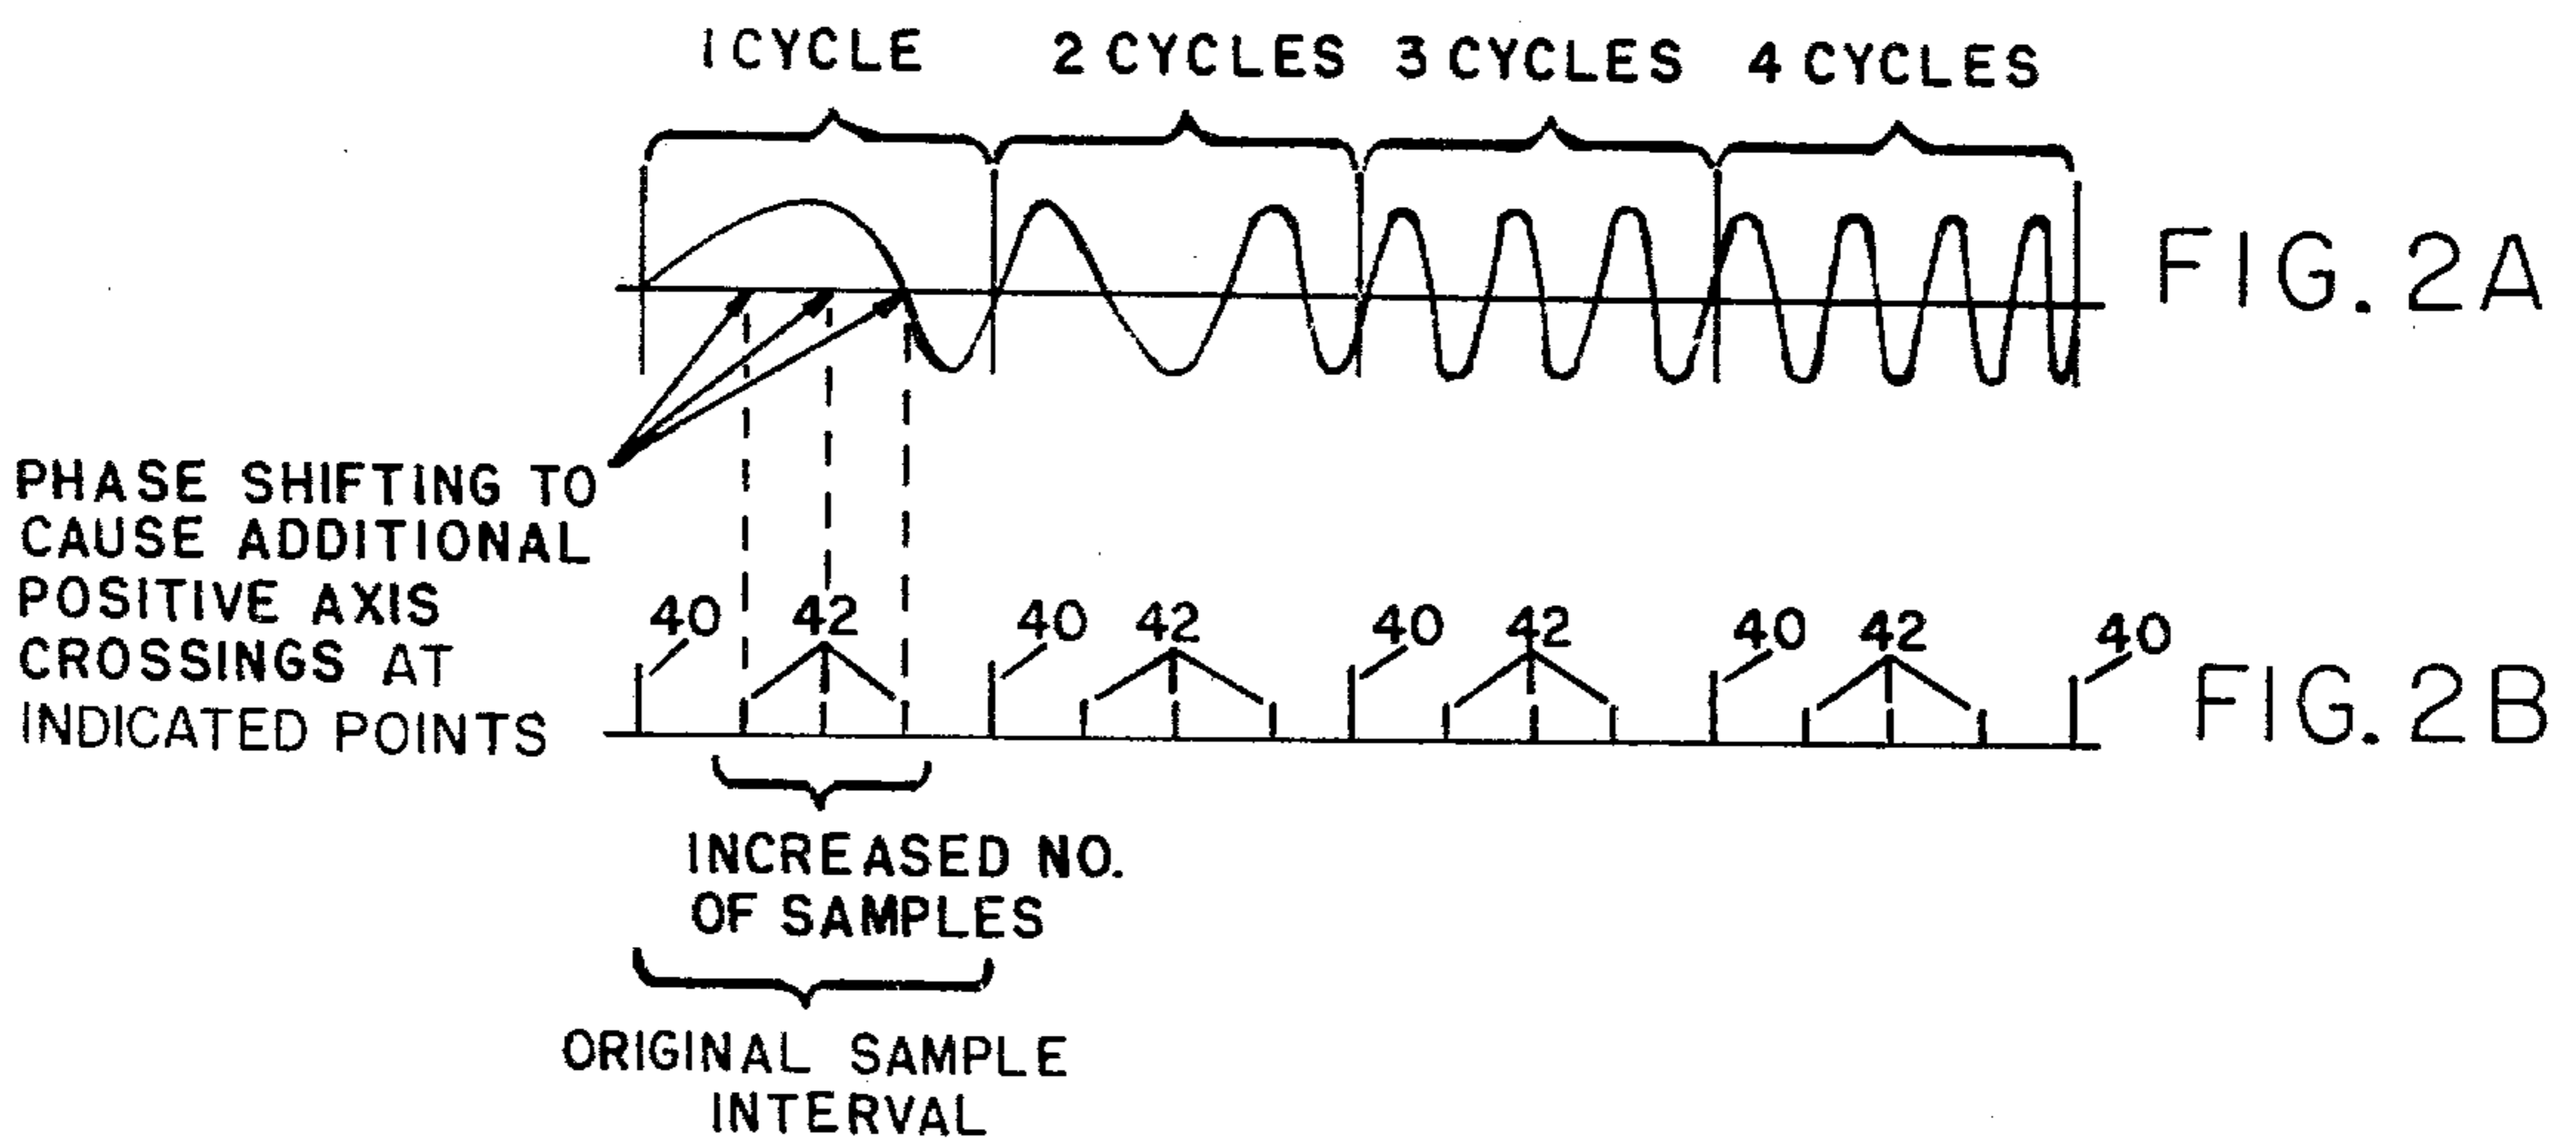 1 CYCLE 2 CYCLES 3 CYCLES 4 CYCLES
FIG. 2A
PHASE SHIFTING TO
CAUSE ADDITIONAL
POSITIVE AXIS
CROSSINGS AT
INDICATED POINTS
40 42 40 42 40 42 40 42 40
FIG. 2B
INCREASED NO.
OF SAMPLES
ORIGINAL SAMPLE
INTERVAL